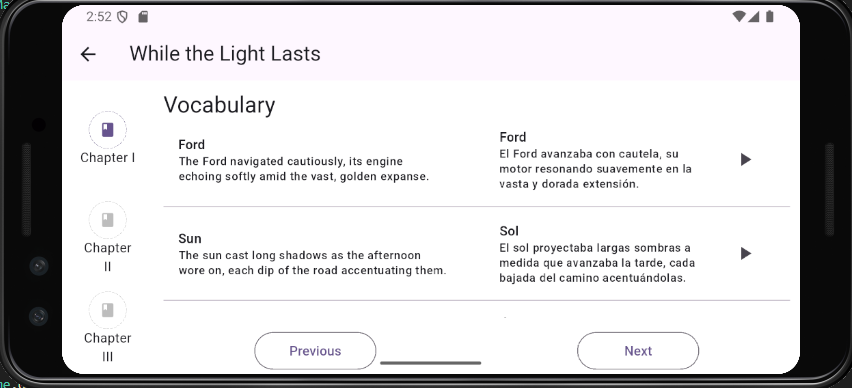 2:52
While the Light Lasts
Vocabulary
Chapter I
Ford
The Ford navigated cautiously, its engine
echoing softly amid the vast, golden expanse.
Ford
El Ford avanzaba con cautela, su
motor resonando suavemente en la
vasta y dorada extensión.
Chapter
II
Sun
The sun cast long shadows as the afternoon
wore on, each dip of the road accentuating them.
Sol
El sol proyectaba largas sombras a
medida que avanzaba la tarde, cada
bajada del camino acentuándolas.
Chapter
III
Previous
Next